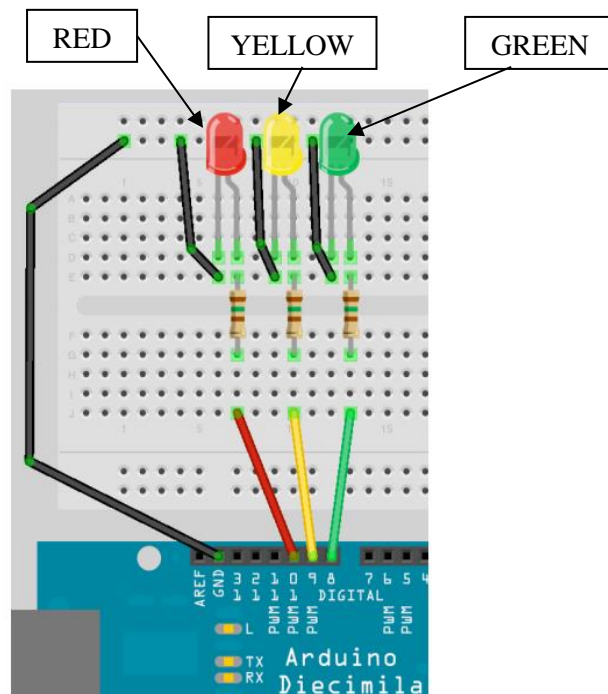 RED YELLOW GREEN
1 5 10 15
A
B
C
D
E
F
G
H
I
J
1 5 15
AREF
GND
13
12
11
10
9
8
7
6
5
4
PWM
PWM
PWM
PWM
PWM
DIGITAL
L
TX
RX
Arduino
Diecimila